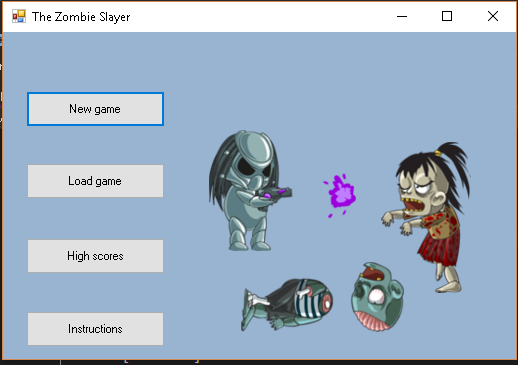 The Zombie Slayer
New game
Load game
High scores
Instructions